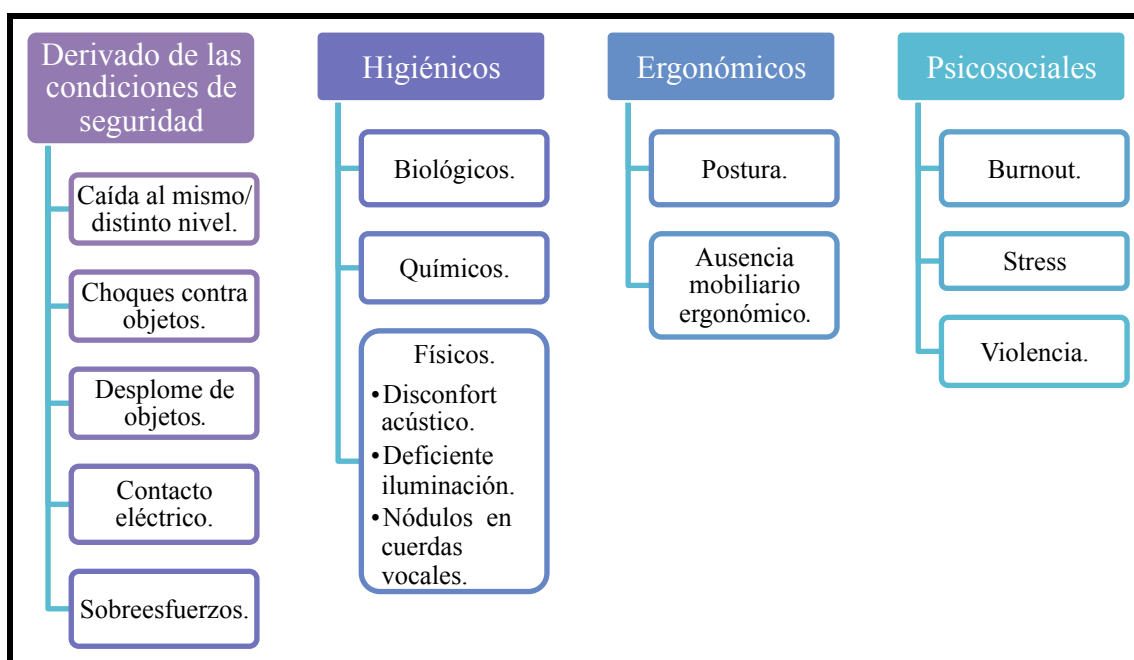 Derivado de las
condiciones de
seguridad
Caída al mismo/
distinto nivel.
Choques contra
objetos.
Desplome de
objetos.
Contacto
eléctrico.
Sobreesfuerzos.
Higiénicos
Biológicos.
Químicos.
Físicos.
•Disconfort
acústico.
•Deficiente
iluminación.
•Nódulos en
cuerdas
vocales.
Ergonómicos
Postura.
Ausencia
mobiliario
ergonómico.
Psicosociales
Burnout.
Stress
Violencia.